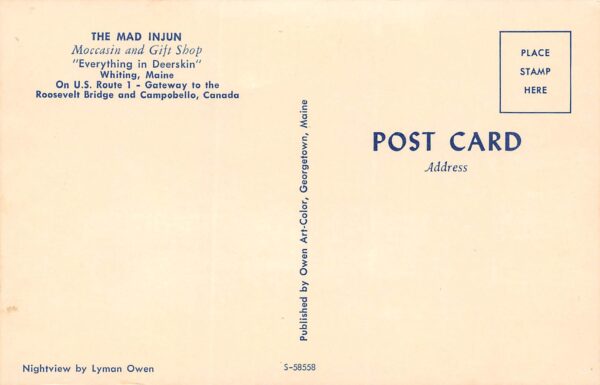 THE MAD INJUN
Moccasin and Gift Shop
"Everything in Deerskin"
Whiting, Maine
On U.S. Route 1 - Gateway to the
Roosevelt Bridge and Campobello, Canada
Nightview by Lyman Owen
Published by Owen Art-Color, Georgetown, Maine
S-58558
PLACE
STAMP
HERE
POST CARD
Address